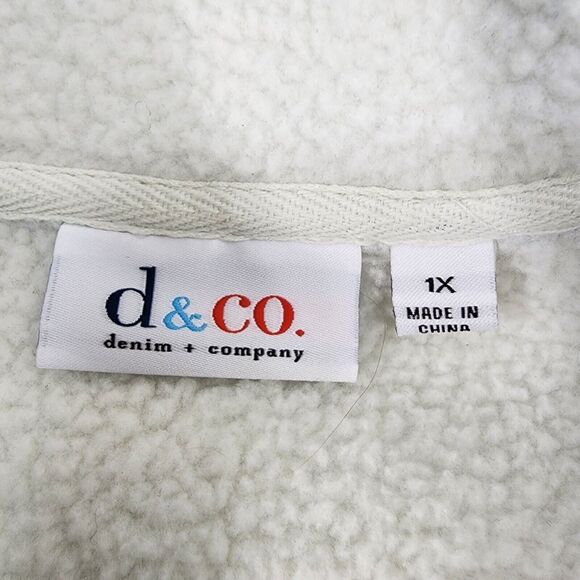 d&co.
denim + company
1X
MADE IN
CHINA